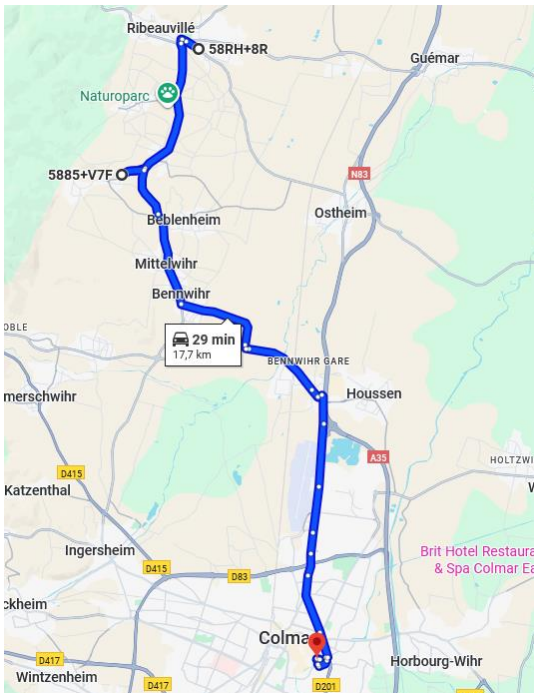 Ribeauvillé
58RH+8R
Guémar
Naturoparc
5885+V7F
N83
Ostheim
Beblenheim
Mittelwihr
Bennwihr
OBLE
29 min
17,7 km
BENNWIHR GARE
merschwihr
Houssen
A35
HOLTZWI
D415
Katzenthal
Ingersheim
D415
D83
Brit Hotel Restaura
& Spa Colmar Ea
ckheim
Colma
D417
Horbourg-Wihr
Wintzenheim
D417
D201